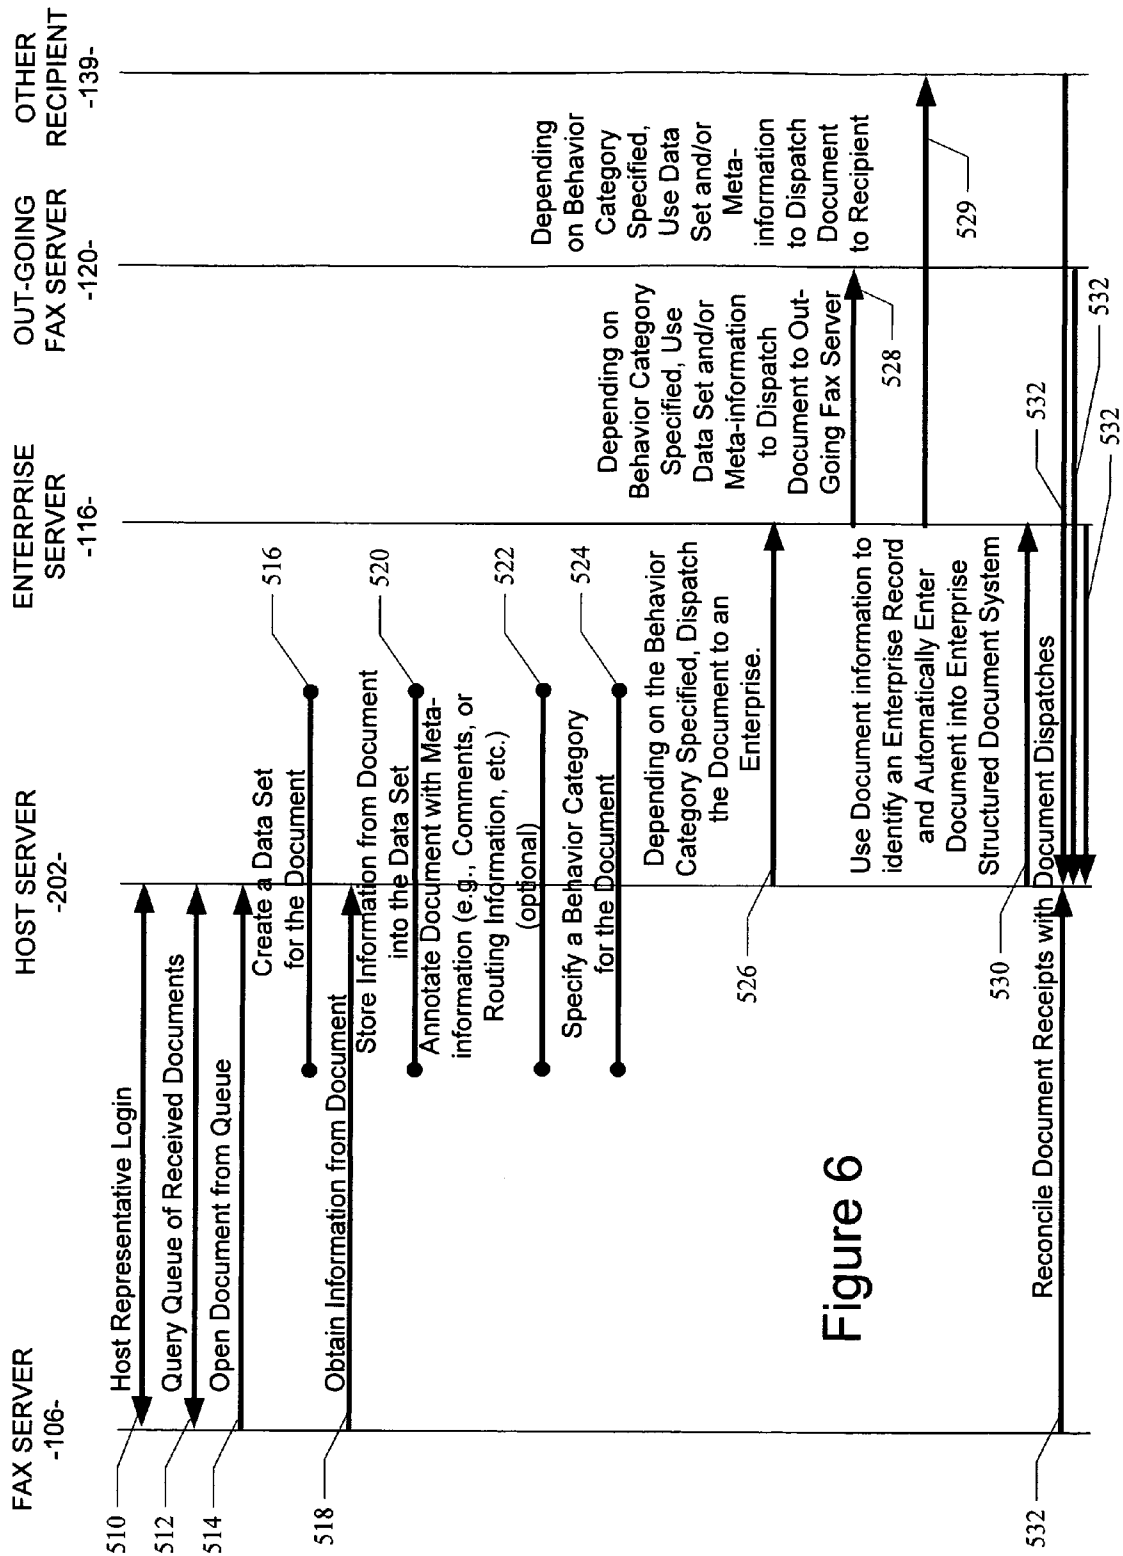 FAX SERVER
-106-
HOST SERVER
-202-
ENTERPRISE
SERVER
-116-
OUT-GOING
FAX SERVER
-120-
OTHER
RECIPIENT
-139-
510
Host Representative Login
512
Query Queue of Received Documents
514
Open Document from Queue
Create a Data Set
for the Document
516
518
Obtain Information from Document
Store Information from Document
into the Data Set
520
Annotate Document with Meta-
information (e.g., Comments, or
Routing Information, etc.)
(optional)
522
Specify a Behavior Category
for the Document
524
Depending on the Behavior
Category Specified, Dispatch
the Document to an
Enterprise.
526
Depending on
Behavior Category
Specified, Use
Data Set and/or
Meta-information
to Dispatch
Document to Out-
Going Fax Server
528
Depending
on Behavior
Category
Specified,
Use Data
Set and/or
Meta-
information
to Dispatch
Document
to Recipient
529
Use Document information to
identify an Enterprise Record
and Automatically Enter
Document into Enterprise
Structured Document System
530
Reconcile Document Receipts with Document Dispatches
532
532
532
532
Figure 6